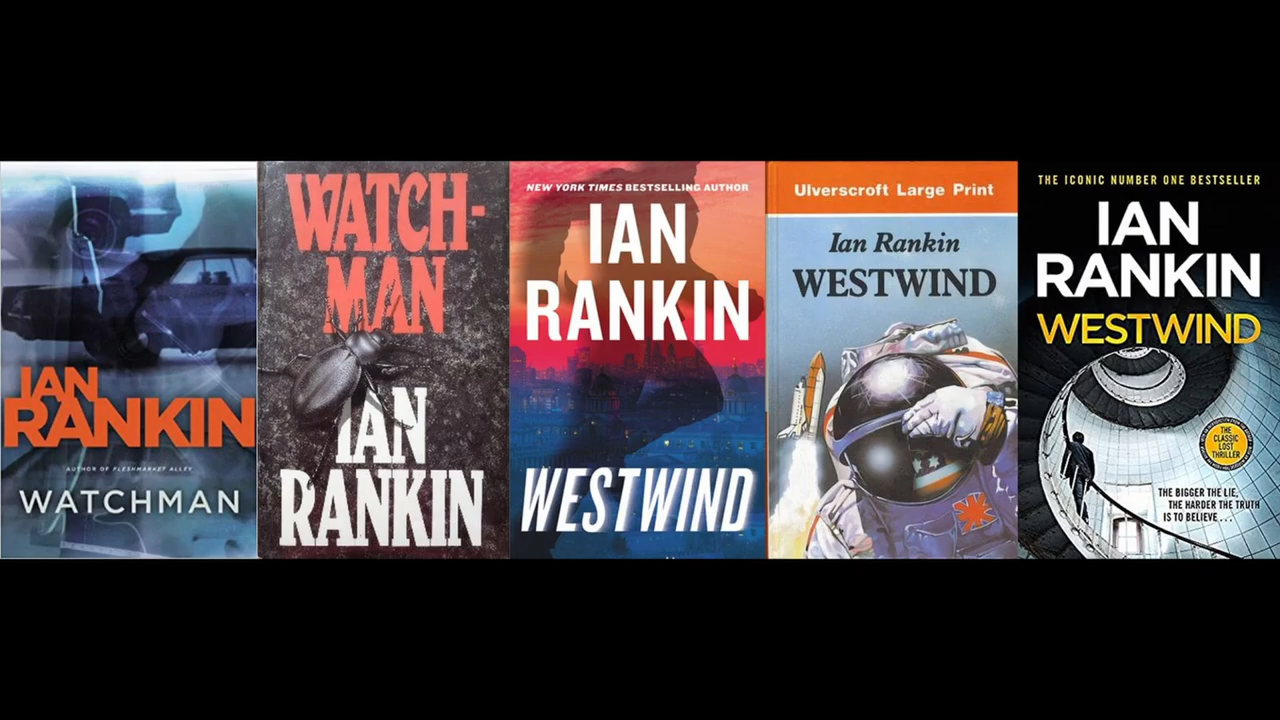 IAN
RANKIN
AUTHOR OF FLESHMARKET ALLEY
WATCHMAN
WATCH-
MAN
IAN
RANKIN
NEW YORK TIMES BESTSELLING AUTHOR
IAN
RANKIN
WESTWIND
Ulverscroft Large Print
Ian Rankin
WESTWIND
THE ICONIC NUMBER ONE BESTSELLER
IAN
RANKIN
WESTWIND
THE
CLASSIC
LOST
THRILLER
THE BIGGER THE LIE,
THE HARDER THE TRUTH
IS TO BELIEVE...